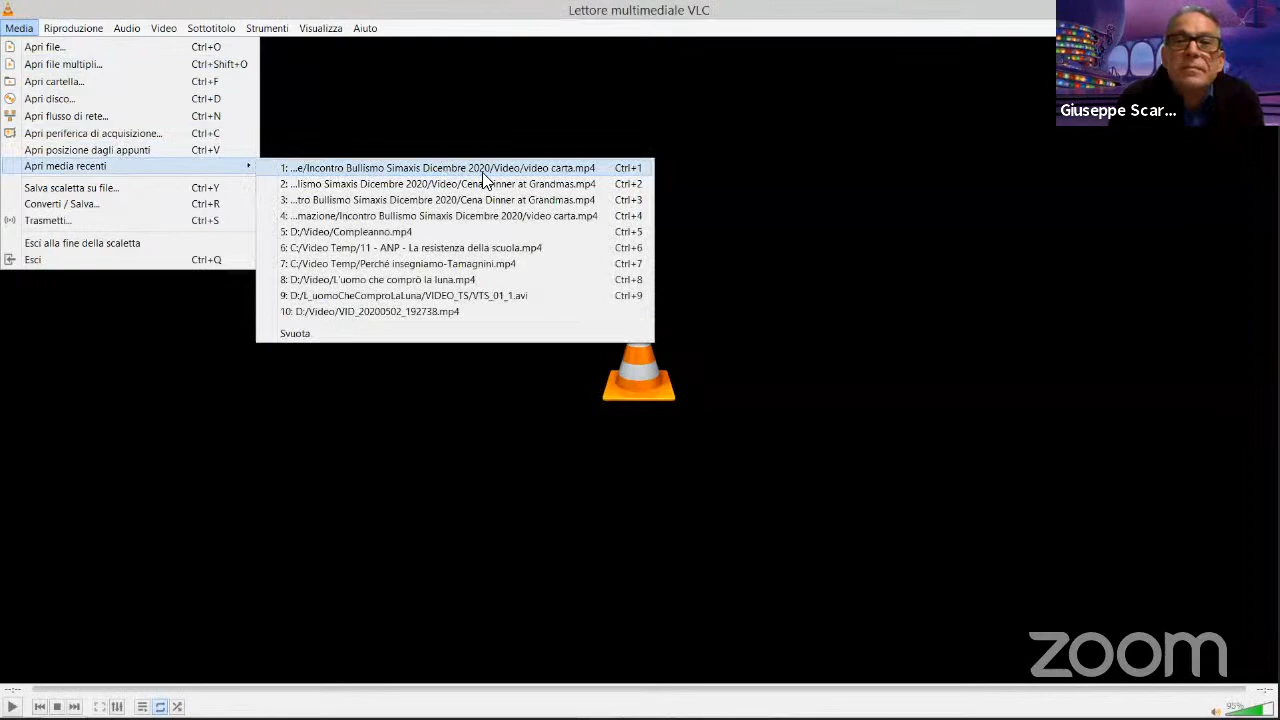 Lettore multimediale VLC
Media Riproduzione Audio Video Sottotitolo Strumenti Visualizza Aiuto
Apri file... Ctrl+O
Apri file multipli... Ctrl+Shift+O
Apri cartella... Ctrl+F
Apri disco... Ctrl+D
Apri flusso di rete... Ctrl+N
Apri periferica di acquisizione... Ctrl+C
Apri posizione dagli appunti Ctrl+V
Apri media recenti
Salva scaletta su file... Ctrl+Y
Converti / Salva... Ctrl+R
Trasmetti... Ctrl+S
Esci alla fine della scaletta
Esci Ctrl+Q
1: ...e/Incontro Bullismo Simaxis Dicembre 2020/Video/video carta.mp4 Ctrl+1
2: ...lismo Simaxis Dicembre 2020/Video/Cena Dinner at Grandmas.mp4 Ctrl+2
3: ...tro Bullismo Simaxis Dicembre 2020/Cena Dinner at Grandmas.mp4 Ctrl+3
4: ...mazione/Incontro Bullismo Simaxis Dicembre 2020/video carta.mp4 Ctrl+4
5: D:/Video/Compleanno.mp4 Ctrl+5
6: C:/Video Temp/11 - ANP - La resistenza della scuola.mp4 Ctrl+6
7: C:/Video Temp/Perché insegniamo-Tamagnini.mp4 Ctrl+7
8: D:/Video/L'uomo che comprò la luna.mp4 Ctrl+8
9: D:/L_uomoCheComproLaLuna/VIDEO_TS/VTS_01_1.avi Ctrl+9
10: D:/Video/VID_20200502_192738.mp4
Svuota
Giuseppe Scar...
zoom
--:-- --:--
95%